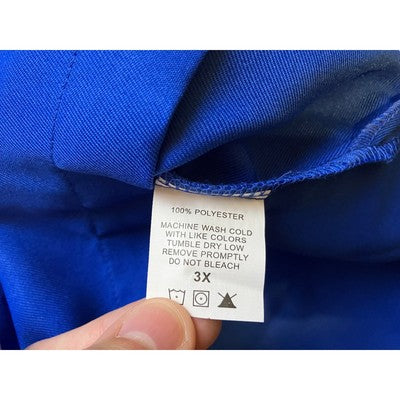 100% POLYESTER
MACHINE WASH COLD
WITH LIKE COLORS
TUMBLE DRY LOW
REMOVE PROMPTLY
DO NOT BLEACH
3X